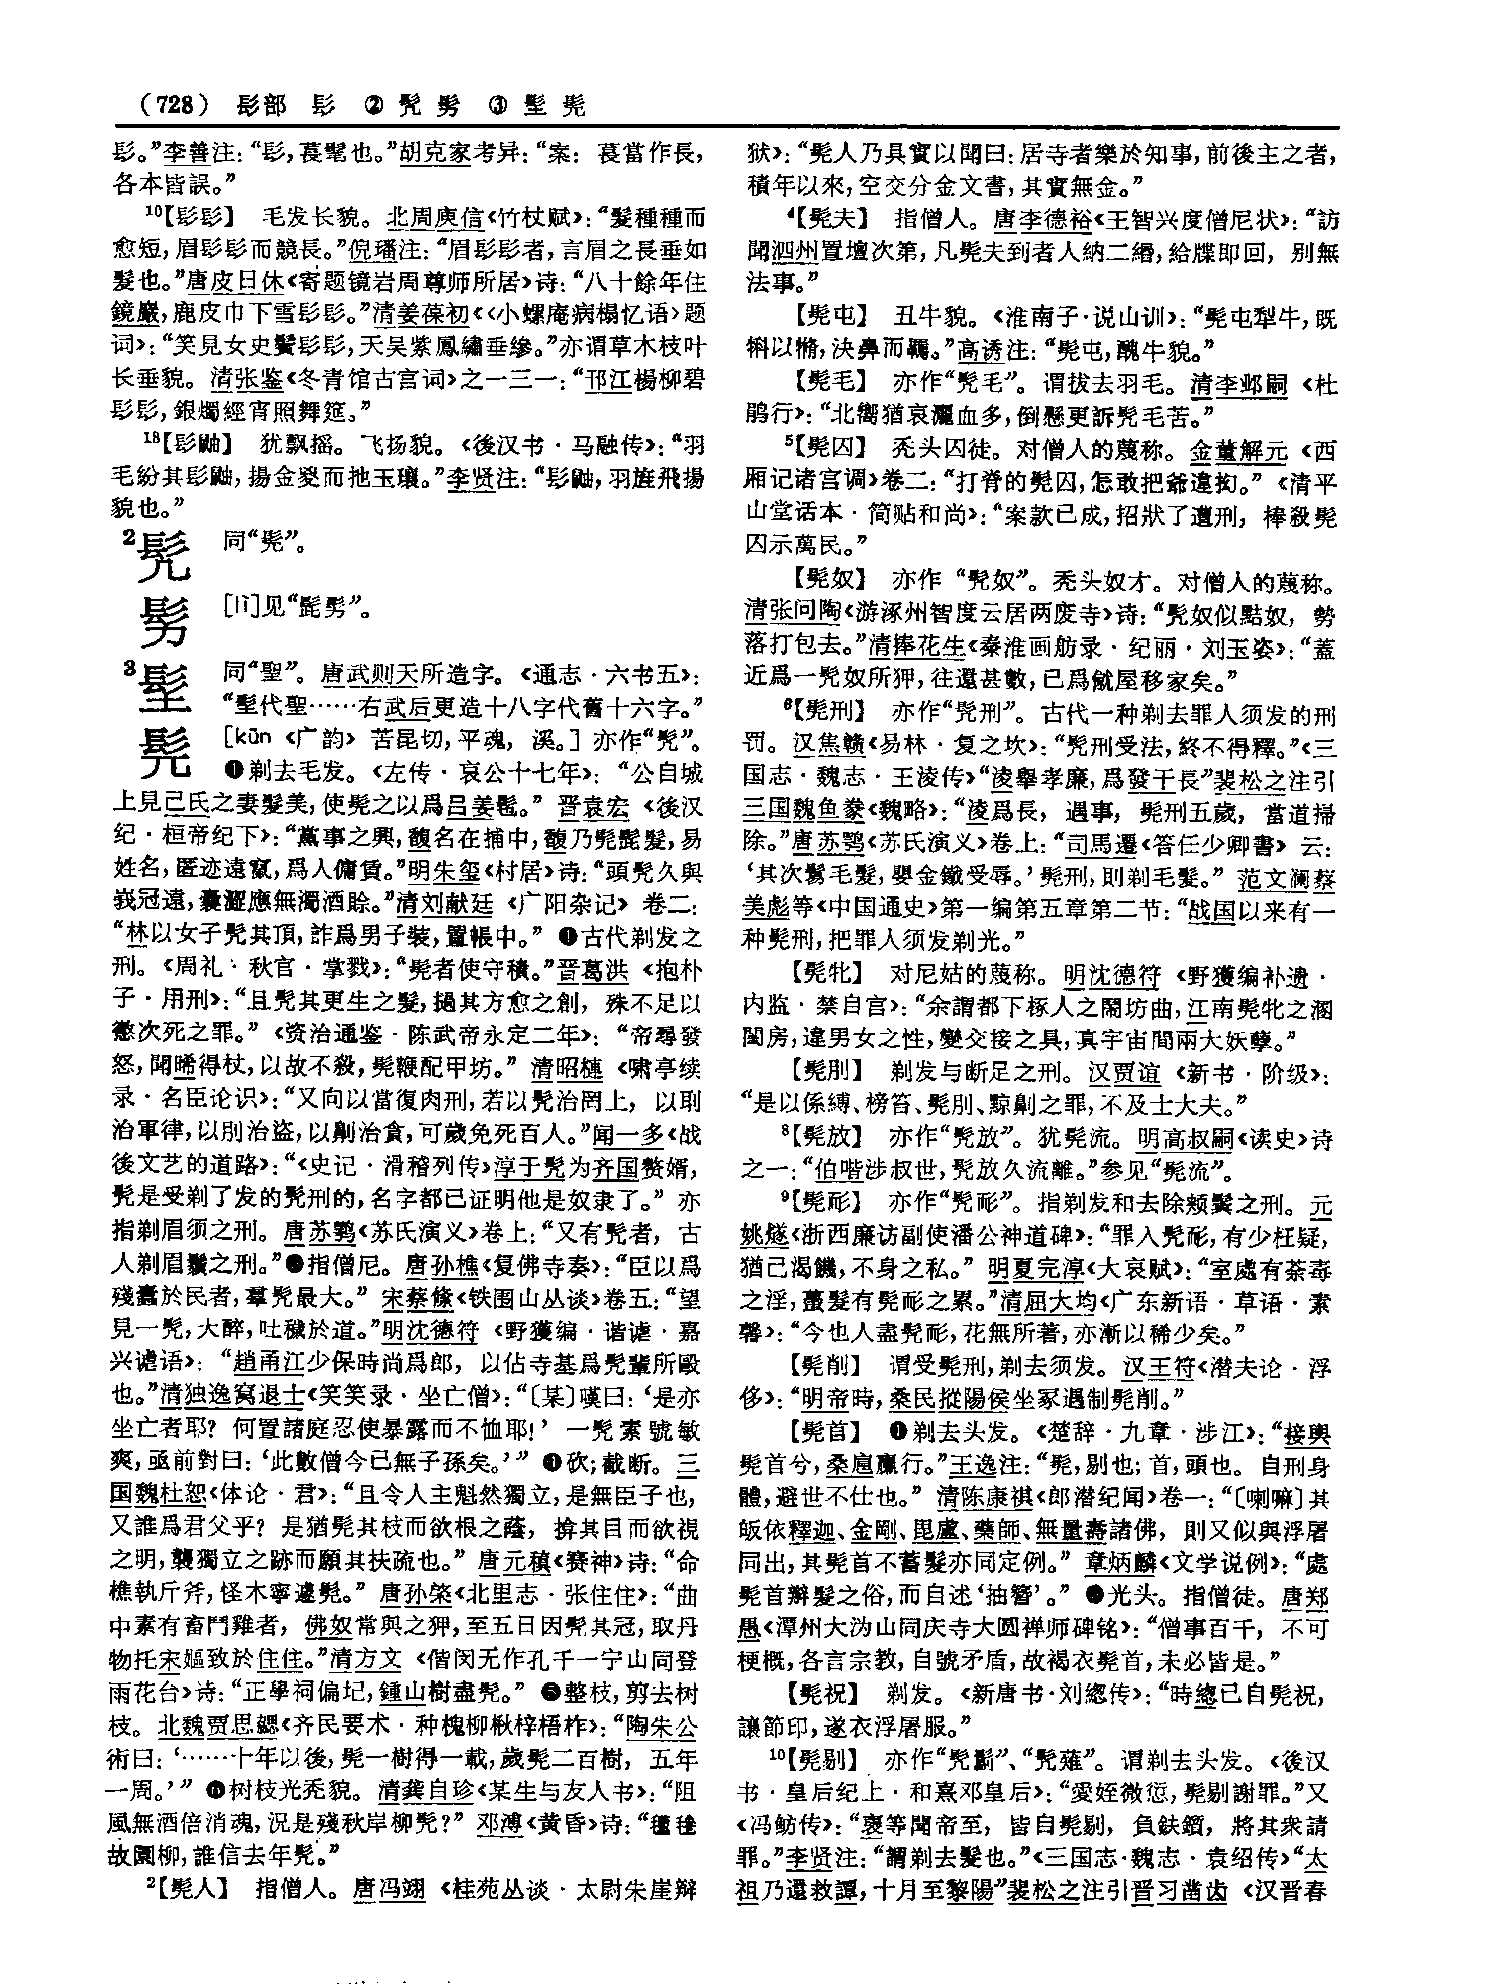 （728） 髟部 髟 ②髠 髣 ③𨲢 髡
髟。”李善注：“髟，萇髦也。”胡克家考异：“案：萇當作長，
各本皆誤。”
¹⁰【髟髟】 毛发长貌。北周庾信《竹杖赋》：“髮種種而
愈短，眉髟髟而競長。”倪璠注：“眉髟髟者，言眉之長垂如
髮也。”唐皮日休《寄题镜岩周尊师所居》诗：“八十餘年住
鏡巖，鹿皮巾下雪髟髟。”清姜葆初《〈小螺庵病榻忆语〉题
词》：“笑見女史鬢髟髟，天吴紫鳳繡垂縿。”亦谓草木枝叶
长垂貌。清张鉴《冬青馆古宫词》之一三一：“邗江楊柳碧
髟髟，銀燭經宵照舞筵。”
¹⁸【髟鼬】 犹飘摇。飞扬貌。《後汉书·马融传》：“羽
毛紛其髟鼬，揚金㚇而拖玉瓖。”李贤注：“髟鼬，羽旄飛揚
貌也。”
²髠 同“髡”。
髣 [fǎ]见“髭髣”。
³ 同“聖”。唐武则天所造字。《通志·六书五》：
“代聖……右武后更造十八字代舊十六字。”
髡 [kūn《广韵》苦昆切，平魂，溪。]亦作“髠”。
❶剃去毛发。《左传·哀公十七年》：“公自城
上見己氏之妻髮美，使髡之以爲吕姜髢。”晋袁宏《後汉
纪·桓帝纪下》：“黨事之興，馥名在捕中，馥乃髡髭髮，易
姓名，匿迹遠竄，爲人傭賃。”明朱玺《村居》诗：“頭髡久與
峩冠遠，囊澀應無濁酒賒。”清刘献廷《广阳杂记》卷二：
“林以女子髡其頂，詐爲男子裝，置帳中。”❷古代剃发之
刑。《周礼·秋官·掌戮》：“髡者使守積。”晋葛洪《抱朴
子·用刑》：“且髡其更生之髮，撾其方愈之創，殊不足以
懲次死之罪。”《资治通鉴·陈武帝永定二年》：“帝尋發
怒，聞晞得杖，以故不殺，髡鞭配甲坊。”清昭梿《啸亭续
录·名臣论识》：“又向以當復肉刑，若以髡治罔上，以刵
治軍律，以刖治盗，以劓治貪，可歲免死百人。”闻一多《战
後文艺的道路》：“《史记·滑稽列传》淳于髡为齐国赘婿，
髡是受剃了发的髡刑的，名字都已证明他是奴隶了。”亦
指剃眉须之刑。唐苏鹗《苏氏演义》卷上：“又有髡者，古
人剃眉鬚之刑。”❸指僧尼。唐孙樵《复佛寺奏》：“臣以爲
殘蠹於民者，羣髡最大。”宋蔡絛《铁围山丛谈》卷五：“望
見一髡，大醉，吐穢於道。”明沈德符《野獲编·谐谑·嘉
兴谑语》：“趙甬江少保時尚爲郎，以佔寺基爲髡輩所毆
也。”清独逸窝退士《笑笑录·坐亡僧》：“〔某〕嘆曰：‘是亦
坐亡者耶？何置諸庭忍使暴露而不恤耶！’一髡素號敏
爽，亟前對曰：‘此數僧今已無子孫矣。’”❹砍；截断。三
国魏杜恕《体论·君》：“且令人主魁然獨立，是無臣子也，
又誰爲君父乎？是猶髡其枝而欲根之蔭，揜其目而欲視
之明，襲獨立之跡而願其扶疏也。”唐元稹《赛神》诗：“命
樵執斤斧，怪木寧遽髡。”唐孙棨《北里志·张住住》：“曲
中素有畜鬥雞者，佛奴常與之狎，至五日因髡其冠，取丹
物托宋嫗致於住住。”清方文《偕闵无作孔千一宁山同登
雨花台》诗：“正學祠偏圮，鍾山樹盡髡。”❺整枝，剪去树
枝。北魏贾思勰《齐民要术·种槐柳楸梓梧柞》：“陶朱公
術曰：‘……十年以後，髡一樹得一載，歲髡二百樹，五年
一周。’”❻树枝光秃貌。清龚自珍《某生与友人书》：“阻
風無酒倍消魂，況是殘秋岸柳髡？”邓溥《黄昏》诗：“種種
故園柳，誰信去年髡。”
²【髡人】 指僧人。唐冯翊《桂苑丛谈·太尉朱崖辩
狱》：“髡人乃具實以聞曰：居寺者樂於知事，前後主之者，
積年以來，空交分金文書，其實無金。”
⁴【髡夫】 指僧人。唐李德裕《王智兴度僧尼状》：“訪
聞泗州置壇次第，凡髡夫到者人納二緡，給牒即回，别無
法事。”
【髡屯】 丑牛貌。《淮南子·说山训》：“髡屯犁牛，既
㹊以㹋，決鼻而羈。”高诱注：“髡屯，醜牛貌。”
【髡毛】 亦作“髠毛”。谓拔去羽毛。清李邺嗣《杜
鹃行》：“北嚮猶哀灑血多，倒懸更訴髠毛苦。”
⁵【髡囚】 秃头囚徒。对僧人的蔑称。金董解元《西
厢记诸宫调》卷二：“打脊的髡囚，怎敢把爺違拗。”《清平
山堂话本·简贴和尚》：“案款已成，招狀了遭刑，棒殺髡
囚示萬民。”
【髡奴】 亦作“髠奴”。秃头奴才。对僧人的蔑称。
清张问陶《游涿州智度云居两废寺》诗：“髠奴似黠奴，勢
落打包去。”清捧花生《秦淮画舫录·纪丽·刘玉姿》：“蓋
近爲一髠奴所狎，往還甚數，已爲僦屋移家矣。”
⁶【髡刑】 亦作“髠刑”。古代一种剃去罪人须发的刑
罚。汉焦赣《易林·复之坎》：“髠刑受法，終不得釋。”《三
国志·魏志·王淩传》“淩舉孝廉，爲發干長”裴松之注引
三国魏鱼豢《魏略》：“淩爲長，遇事，髡刑五歲，當道掃
除。”唐苏鹗《苏氏演义》卷上：“司馬遷《答任少卿書》云：
‘其次鬄毛髮，嬰金鐵受辱。’髡刑，則剃毛髮。”范文澜蔡
美彪等《中国通史》第一编第五章第二节：“战国以来有一
种髡刑，把罪人须发剃光。”
【髡牝】 对尼姑的蔑称。明沈德符《野獲编补遗·
内监·禁自宫》：“余謂都下椓人之鬧坊曲，江南髡牝之溷
閨房，違男女之性，變交接之具，真宇宙間兩大妖孽。”
【髡刖】 剃发与断足之刑。汉贾谊《新书·阶级》：
“是以係縛、榜笞、髡刖、黥劓之罪，不及士大夫。”
⁸【髡放】 亦作“髠放”。犹髡流。明高叔嗣《读史》诗
之一：“伯喈涉叔世，髡放久流離。”参见“髡流”。
⁹【髡耏】 亦作“髠耏”。指剃发和去除颊鬓之刑。元
姚燧《浙西廉访副使潘公神道碑》：“罪入髠耏，有少枉疑，
猶己渴饑，不身之私。”明夏完淳《大哀赋》：“室處有荼毒
之淫，蠆髮有髡耏之累。”清屈大均《广东新语·草语·素
馨》：“今也人盡髡耏，花無所著，亦漸以稀少矣。”
【髡削】 谓受髡刑，剃去须发。汉王符《潜夫论·浮
侈》：“明帝時，桑民摐陽侯坐冢過制髡削。”
【髡首】 ❶剃去头发。《楚辞·九章·涉江》：“接輿
髡首兮，桑扈臝行。”王逸注：“髡，剔也；首，頭也。自刑身
體，避世不仕也。”清陈康祺《郎潜纪闻》卷一：“〔喇嘛〕其
皈依釋迦、金剛、毘盧、藥師、無量壽諸佛，則又似與浮屠
同出，其髡首不蓄髮亦同定例。”章炳麟《文学说例》：“處
髡首辮髮之俗，而自述‘抽簪’。”❷光头。指僧徒。唐郑
愚《潭州大沩山同庆寺大圆禅师碑铭》：“僧事百千，不可
梗概，各言宗教，自號矛盾，故褐衣髡首，未必皆是。”
【髡祝】 剃发。《新唐书·刘緫传》：“時緫已自髡祝，
讓節印，遂衣浮屠服。”
¹⁰【髡剔】 亦作“髠鬄”、“髠薙”。谓剃去头发。《後汉
书·皇后纪上·和熹邓皇后》：“愛姪微愆，髡剔謝罪。”又
《冯鲂传》：“襃等聞帝至，皆自髡剔，負鈇鑕，將其衆請
罪。”李贤注：“謂剃去髮也。”《三国志·魏志·袁绍传》“太
祖乃還救譚，十月至黎陽”裴松之注引晋习凿齿《汉晋春